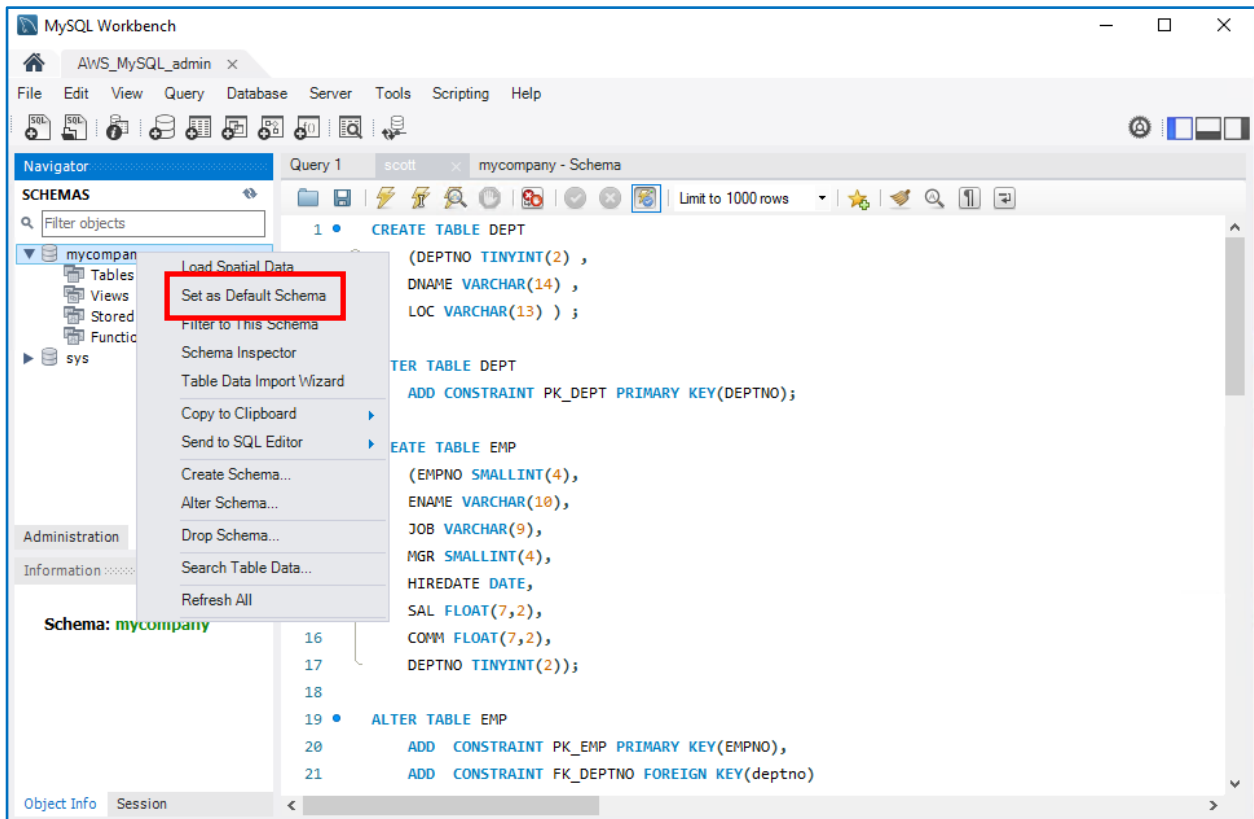 MySQL Workbench
AWS_MySQL_admin
File Edit View Query Database Server Tools Scripting Help
Navigator
SCHEMAS
Filter objects
mycompan
Tables
Views
Stored
Functio
sys
Load Spatial Data
Set as Default Schema
Filter to This Schema
Schema Inspector
Table Data Import Wizard
Copy to Clipboard
Send to SQL Editor
Create Schema...
Alter Schema...
Drop Schema...
Search Table Data...
Refresh All
Administration
Information
Schema: mycompany
Object Info Session
Query 1 scott mycompany - Schema
Limit to 1000 rows
1 CREATE TABLE DEPT
(DEPTNO TINYINT(2) ,
DNAME VARCHAR(14) ,
LOC VARCHAR(13) ) ;
TER TABLE DEPT
ADD CONSTRAINT PK_DEPT PRIMARY KEY(DEPTNO);
EATE TABLE EMP
(EMPNO SMALLINT(4),
ENAME VARCHAR(10),
JOB VARCHAR(9),
MGR SMALLINT(4),
HIREDATE DATE,
SAL FLOAT(7,2),
16 COMM FLOAT(7,2),
17 DEPTNO TINYINT(2));
18
19 ALTER TABLE EMP
20 ADD CONSTRAINT PK_EMP PRIMARY KEY(EMPNO),
21 ADD CONSTRAINT FK_DEPTNO FOREIGN KEY(deptno)